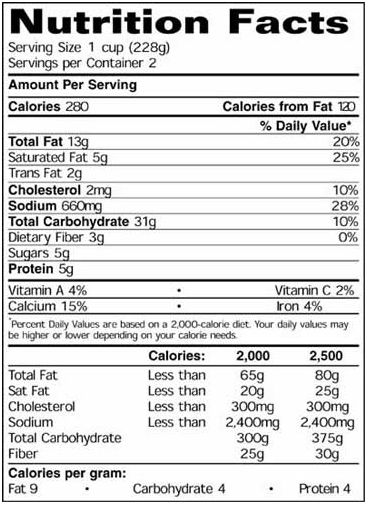 Nutrition Facts
Serving Size 1 cup (228g)
Servings per Container 2
Amount Per Serving
Calories 280 Calories from Fat 120
% Daily Value*
Total Fat 13g 20%
Saturated Fat 5g 25%
Trans Fat 2g
Cholesterol 2mg 10%
Sodium 660mg 28%
Total Carbohydrate 31g 10%
Dietary Fiber 3g 0%
Sugars 5g
Protein 5g
Vitamin A 4% • Vitamin C 2%
Calcium 15% • Iron 4%
*Percent Daily Values are based on a 2,000-calorie diet. Your daily values may
be higher or lower depending on your calorie needs.
Calories: 2,000 2,500
Total Fat Less than 65g 80g
Sat Fat Less than 20g 25g
Cholesterol Less than 300mg 300mg
Sodium Less than 2,400mg 2,400mg
Total Carbohydrate 300g 375g
Fiber 25g 30g
Calories per gram:
Fat 9 • Carbohydrate 4 • Protein 4